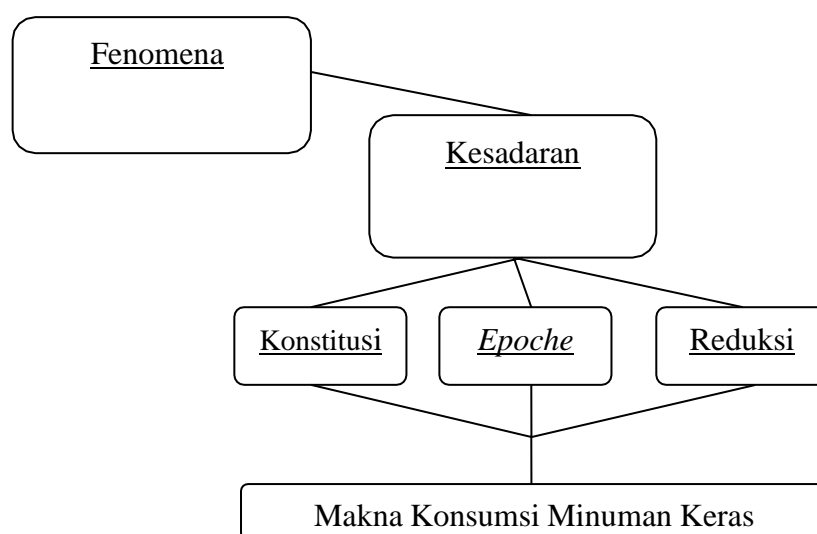 Fenomena
Kesadaran
Konstitusi
Epoche
Reduksi
Makna Konsumsi Minuman Keras